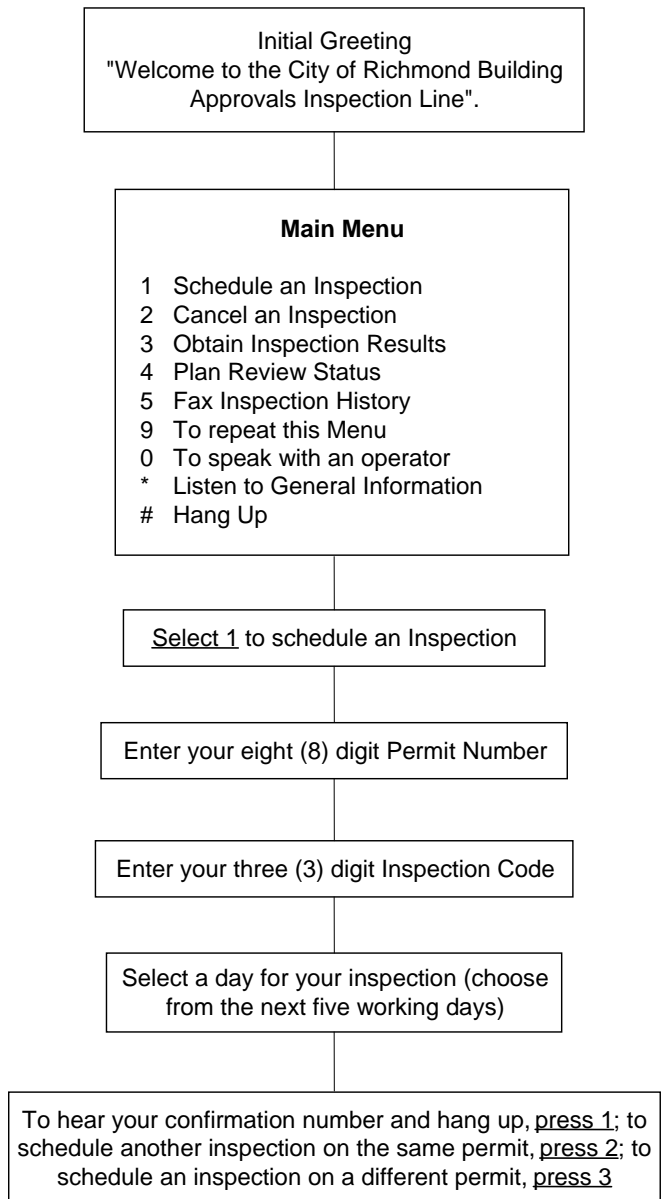 Initial Greeting
"Welcome to the City of Richmond Building
Approvals Inspection Line".
Main Menu
1 Schedule an Inspection
2 Cancel an Inspection
3 Obtain Inspection Results
4 Plan Review Status
5 Fax Inspection History
9 To repeat this Menu
0 To speak with an operator
* Listen to General Information
# Hang Up
Select 1 to schedule an Inspection
Enter your eight (8) digit Permit Number
Enter your three (3) digit Inspection Code
Select a day for your inspection (choose
from the next five working days)
To hear your confirmation number and hang up, press 1; to
schedule another inspection on the same permit, press 2; to
schedule an inspection on a different permit, press 3